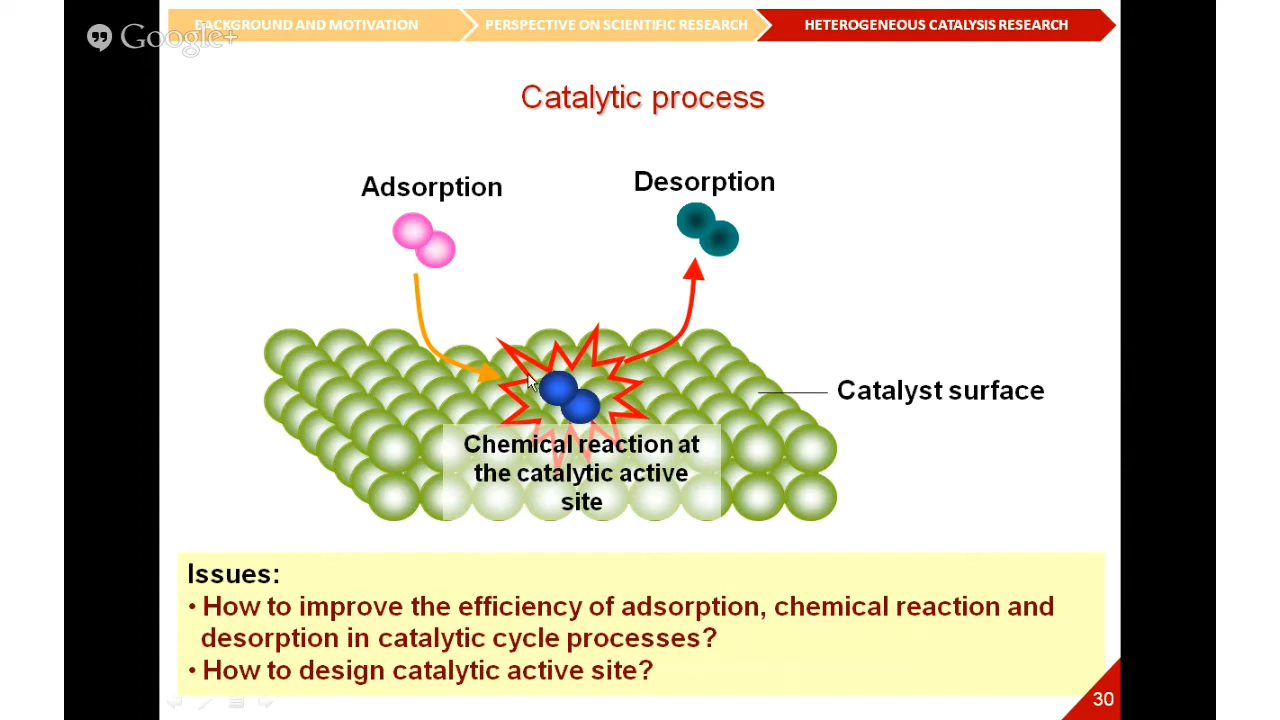 BACKGROUND AND MOTIVATION
PERSPECTIVE ON SCIENTIFIC RESEARCH
HETEROGENEOUS CATALYSIS RESEARCH
Google+
Catalytic process
Adsorption
Desorption
Catalyst surface
Chemical reaction at
the catalytic active
site
Issues:
• How to improve the efficiency of adsorption, chemical reaction and
desorption in catalytic cycle processes?
• How to design catalytic active site?
30